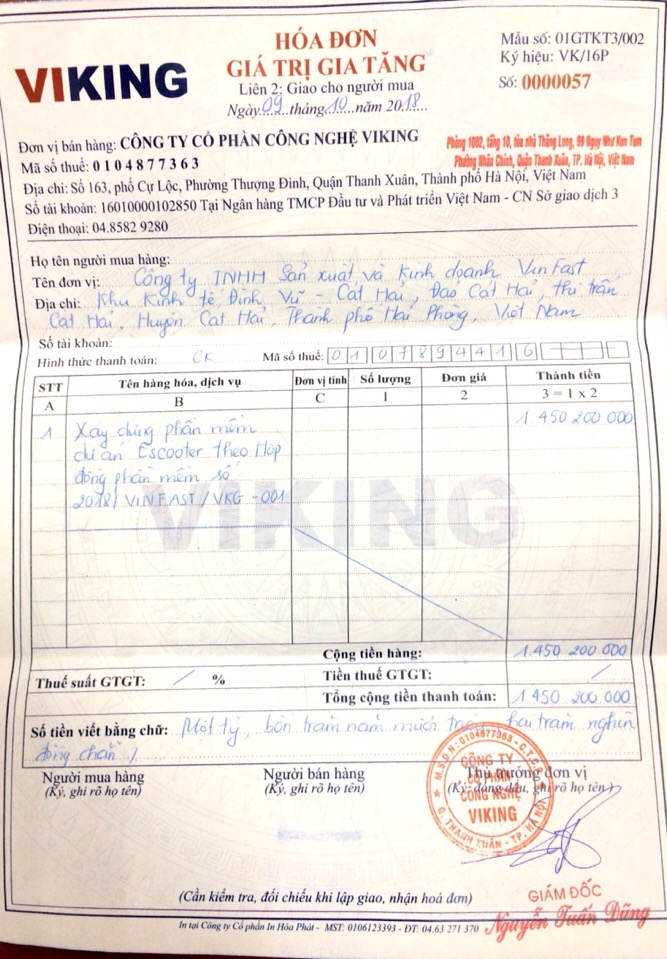 VIKING
HÓA ĐƠN
GIÁ TRỊ GIA TĂNG
Liên 2: Giao cho người mua
Ngày 09 tháng 10 năm 2018
Mẫu số: 01GTKT3/002
Ký hiệu: VK/16P
Số: 0000057
Đơn vị bán hàng: CÔNG TY CỔ PHẦN CÔNG NGHỆ VIKING
Phòng 1002, tầng 10, tòa nhà Thăng Long, 98 Ngụy Như Kon Tum
Phường Nhân Chính, Quận Thanh Xuân, TP. Hà Nội, Việt Nam
Mã số thuế: 0104877363
Địa chỉ: Số 163, phố Cự Lộc, Phường Thượng Đình, Quận Thanh Xuân, Thành phố Hà Nội, Việt Nam
Số tài khoản: 16010000102850 Tại Ngân hàng TMCP Đầu tư và Phát triển Việt Nam - CN Sở giao dịch 3
Điện thoại: 04.8582 9280
Họ tên người mua hàng:
Tên đơn vị: Công ty TNHH Sản xuất và Kinh doanh VinFast
Địa chỉ: Khu Kinh tế Đình Vũ - Cát Hải, Đảo Cát Hải, thị trấn
Cát Hải, Huyện Cát Hải, Thành phố Hải Phòng, Việt Nam
Số tài khoản:
Hình thức thanh toán: CK Mã số thuế: 0107894416
STT Tên hàng hóa, dịch vụ Đơn vị tính Số lượng Đơn giá Thành tiền
A B C 1 2 3 = 1 x 2
1 Xây dựng phần mềm 1 450 200 000
dự án Escooter theo Hợp
đồng phần mềm số
2018/VINFAST/VKG-001
VIKING
Cộng tiền hàng: 1.450 200 000
Thuế suất GTGT: / % Tiền thuế GTGT: /
Tổng cộng tiền thanh toán: 1 450.200.000
Số tiền viết bằng chữ: Một tỷ, bốn trăm năm mươi triệu hai trăm nghìn
đồng chẵn /
Người mua hàng Người bán hàng Thủ trưởng đơn vị
(Ký, ghi rõ họ tên) (Ký, ghi rõ họ tên) (Ký, đóng dấu, ghi rõ họ tên)
M.S.D.N: 0104877363 - C.T.C.P
CÔNG TY
CỔ PHẦN
CÔNG NGHỆ
VIKING
Q. THANH XUÂN - TP. HÀ NỘI
(Cần kiểm tra, đối chiếu khi lập giao, nhận hoá đơn)
GIÁM ĐỐC
Nguyễn Tuấn Dũng
In tại Công ty Cổ phần In Hòa Phát - MST: 0106123393 - ĐT: 04.63 271 370